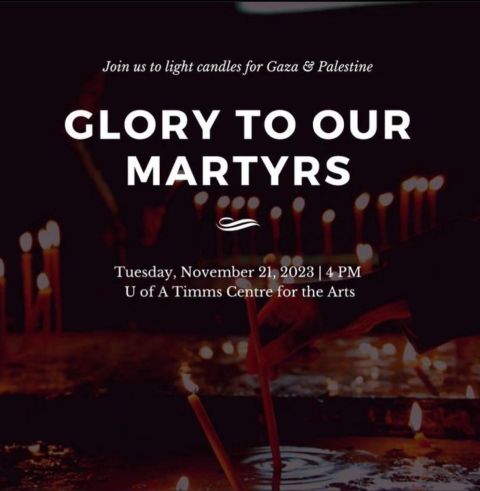 Join us to light candles for Gaza & Palestine
GLORY TO OUR
MARTYRS
Tuesday, November 21, 2023 | 4 PM
U of A Timms Centre for the Arts